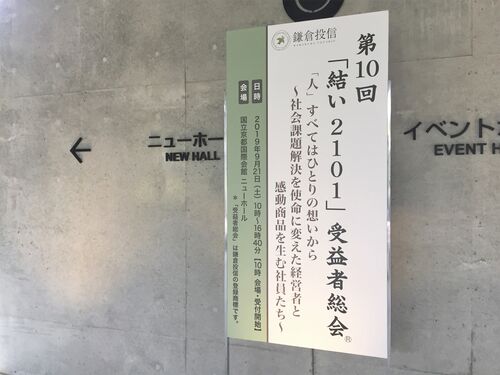 鎌倉投信
KAMAKURA TOUSHIN
第10回
「結い 2101」受益者総会®
「人」すべてはひとりの想いから
〜社会課題解決を使命に変えた経営者と
感動商品を生む社員たち〜
日時
2019年9月21日（土）10時〜16時40分【10時 会場・受付開始】
会場
国立京都国際会館 ニューホール
＊「受益者総会」は鎌倉投信の登録商標です。
←
ニューホー
NEW HALL
イベント
EVENT H